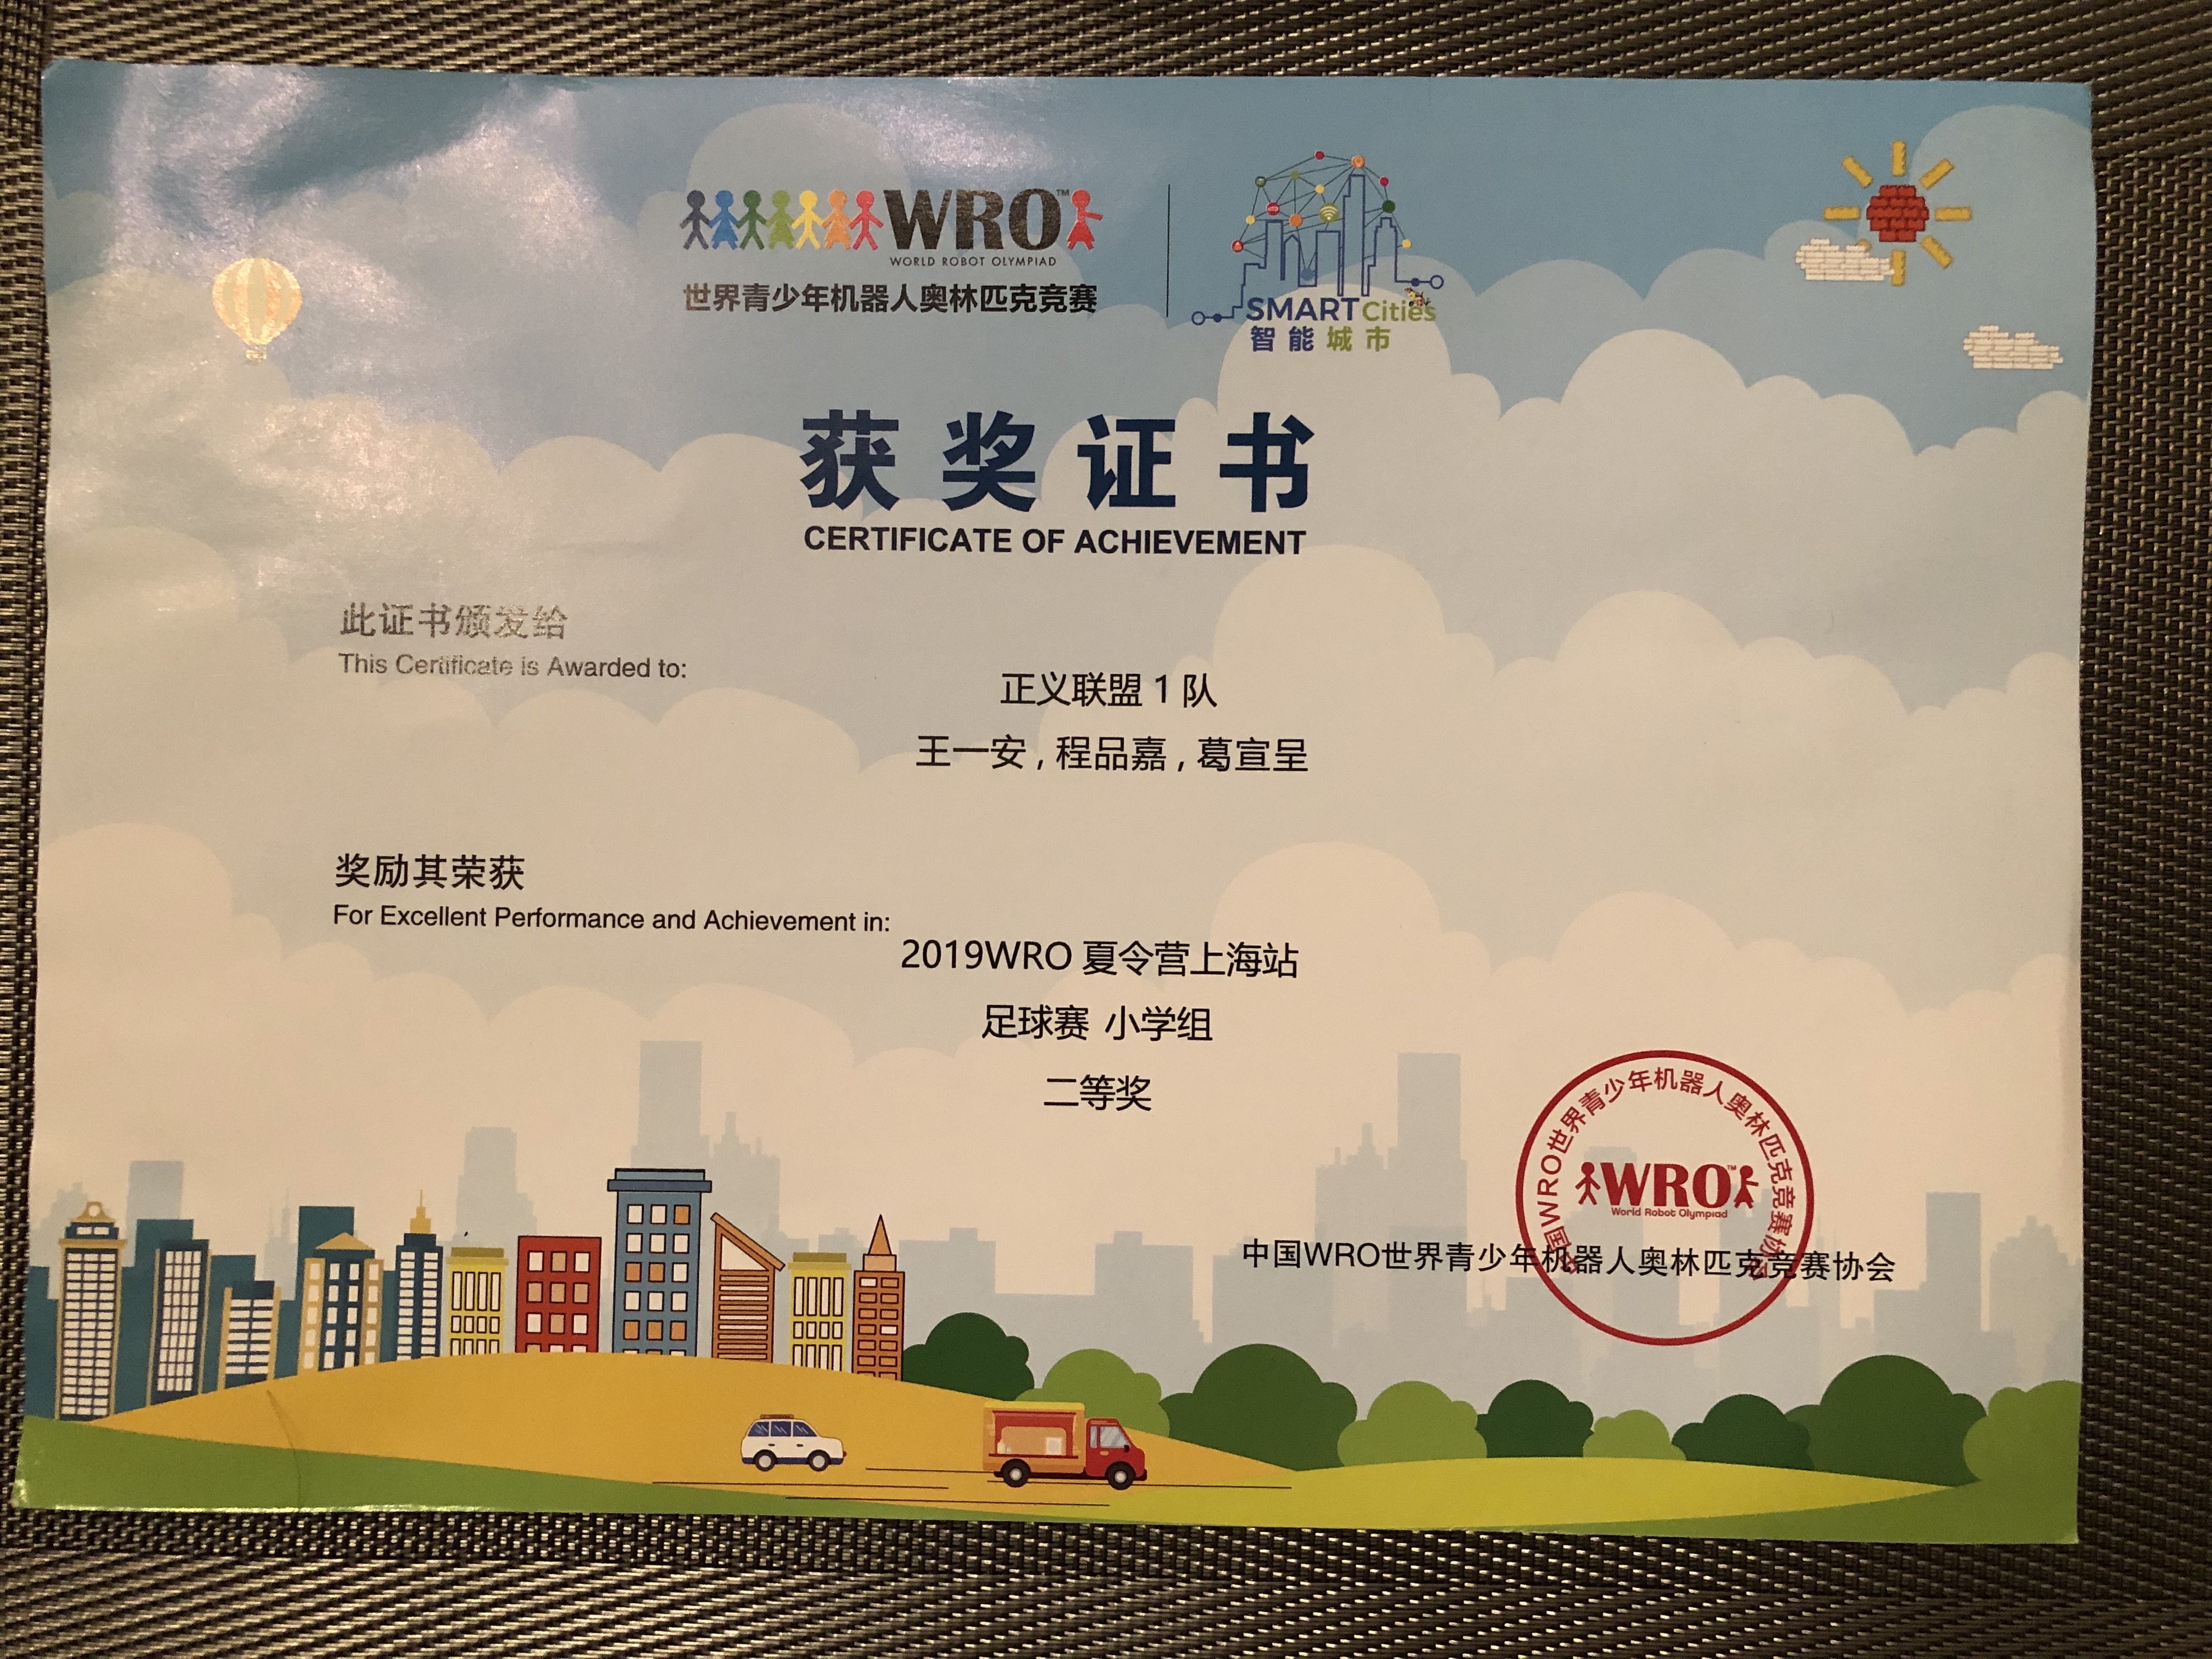 WRO™
WORLD ROBOT OLYMPIAD
世界青少年机器人奥林匹克竞赛
SMART Cities
智能城市
获奖证书
CERTIFICATE OF ACHIEVEMENT
此证书颁发给
This Certificate is Awarded to:
正义联盟 1 队
王一安 , 程品嘉 , 葛宣呈
奖励其荣获
For Excellent Performance and Achievement in:
2019WRO 夏令营上海站
足球赛 小学组
二等奖
中国WRO世界青少年机器人奥林匹克竞赛协会
WRO™
World Robot Olympiad
中国WRO世界青少年机器人奥林匹克竞赛协会